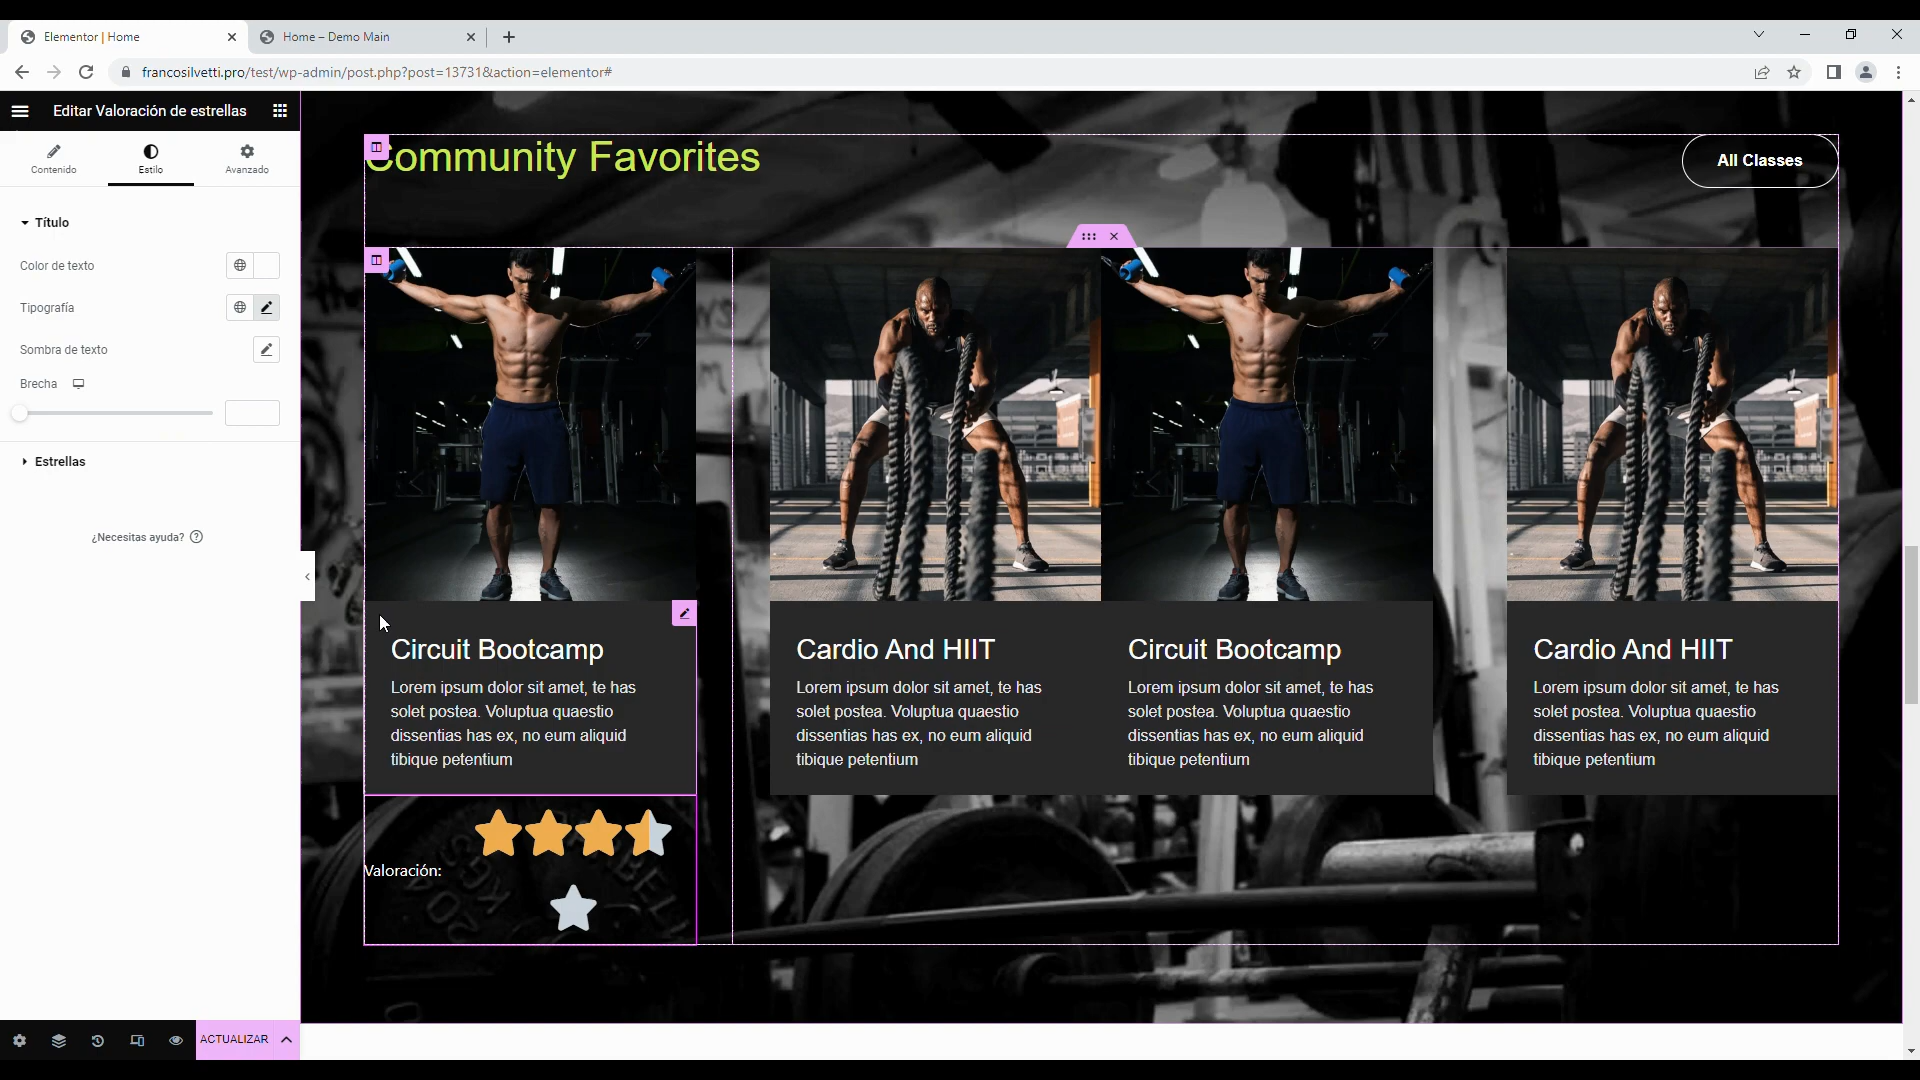 Elementor | Home
Home – Demo Main
francosilvetti.pro/test/wp-admin/post.php?post=13731&action=elementor#
Editar Valoración de estrellas
Contenido
Estilo
Avanzado
Título
Color de texto
Tipografía
Sombra de texto
Brecha
Estrellas
¿Necesitas ayuda?
ACTUALIZAR
Community Favorites
All Classes
Circuit Bootcamp
Lorem ipsum dolor sit amet, te has
solet postea. Voluptua quaestio
dissentias has ex, no eum aliquid
tibique petentium
Cardio And HIIT
Lorem ipsum dolor sit amet, te has
solet postea. Voluptua quaestio
dissentias has ex, no eum aliquid
tibique petentium
Circuit Bootcamp
Lorem ipsum dolor sit amet, te has
solet postea. Voluptua quaestio
dissentias has ex, no eum aliquid
tibique petentium
Cardio And HIIT
Lorem ipsum dolor sit amet, te has
solet postea. Voluptua quaestio
dissentias has ex, no eum aliquid
tibique petentium
Valoración: